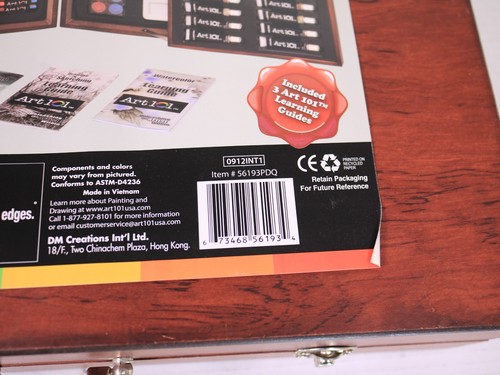 Art 101
Art 101
Art 101
Learning
Guide
Art 101
Watercolor
Learning
Guide
Art 101
Included
3 Art 101™
Learning
Guides
edges.
Components and colors
may vary from pictured.
Conforms to ASTM-D4236
Made in Vietnam
Learn more about Painting and
Drawing at www.art101usa.com
Call 1-877-927-8101 for more information
or email customerservice@art101usa.com
DM Creations Int'l Ltd.
18/F., Two Chinachem Plaza, Hong Kong.
0912INT1
Item # 56193PDQ
6 73468 56193 4
CE
PRINTED ON
RECYCLED
PAPER
Retain Packaging
For Future Reference